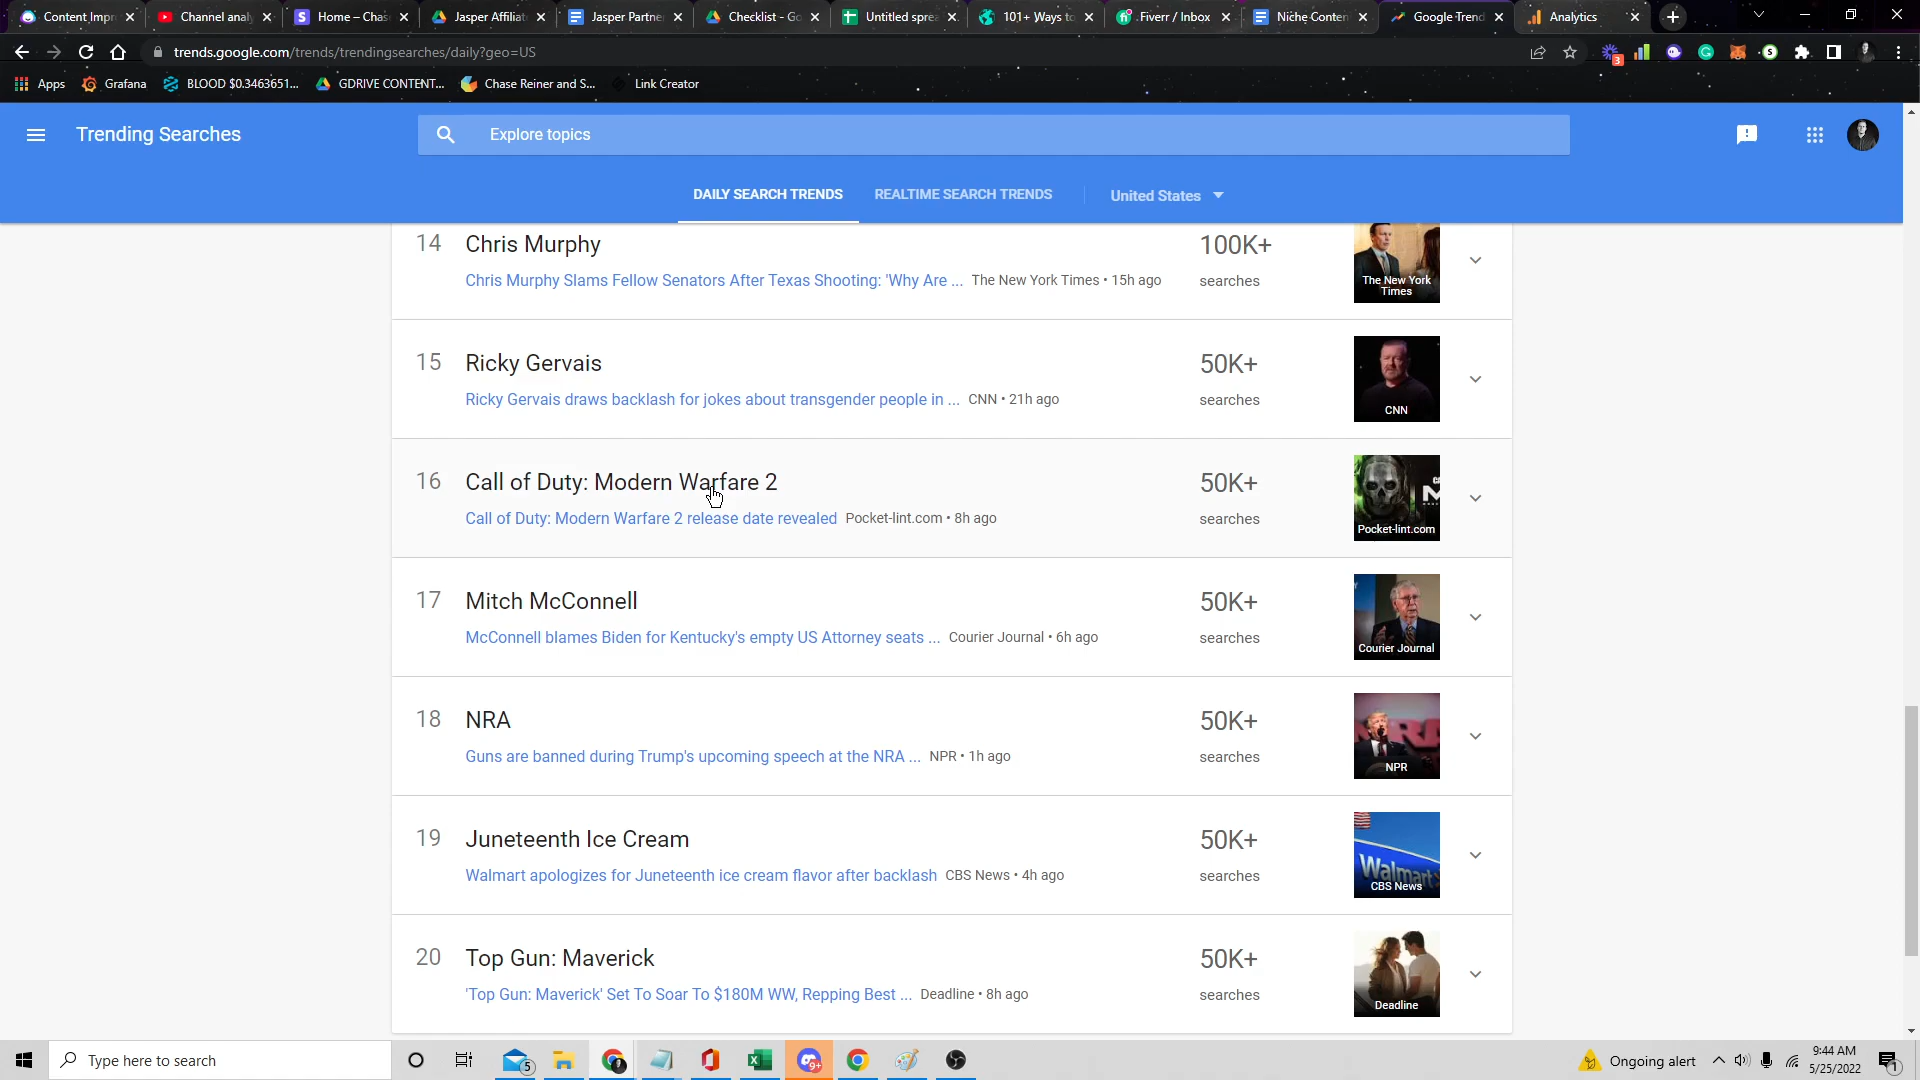 Content Impr
Channel analy
Home – Chas
Jasper Affiliat
Jasper Partne
Checklist - Go
Untitled sprea
101+ Ways to
Fiverr / Inbox
Niche Conten
Google Trend
Analytics
trends.google.com/trends/trendingsearches/daily?geo=US
3
Apps
Grafana
BLOOD $0.3463651...
GDRIVE CONTENT...
Chase Reiner and S...
Link Creator
Trending Searches
Explore topics
DAILY SEARCH TRENDS
REALTIME SEARCH TRENDS
United States
14 Chris Murphy 100K+
Chris Murphy Slams Fellow Senators After Texas Shooting: 'Why Are ... The New York Times • 15h ago searches
The New York
Times
15 Ricky Gervais 50K+
Ricky Gervais draws backlash for jokes about transgender people in ... CNN • 21h ago searches
CNN
16 Call of Duty: Modern Warfare 2 50K+
Call of Duty: Modern Warfare 2 release date revealed Pocket-lint.com • 8h ago searches
Pocket-lint.com
17 Mitch McConnell 50K+
McConnell blames Biden for Kentucky's empty US Attorney seats ... Courier Journal • 6h ago searches
Courier Journal
18 NRA 50K+
Guns are banned during Trump's upcoming speech at the NRA ... NPR • 1h ago searches
NPR
19 Juneteenth Ice Cream 50K+
Walmart apologizes for Juneteenth ice cream flavor after backlash CBS News • 4h ago searches
Walmart
CBS News
20 Top Gun: Maverick 50K+
'Top Gun: Maverick' Set To Soar To $180M WW, Repping Best ... Deadline • 8h ago searches
Deadline
Type here to search
5
9+
Ongoing alert
9:44 AM
5/25/2022
1